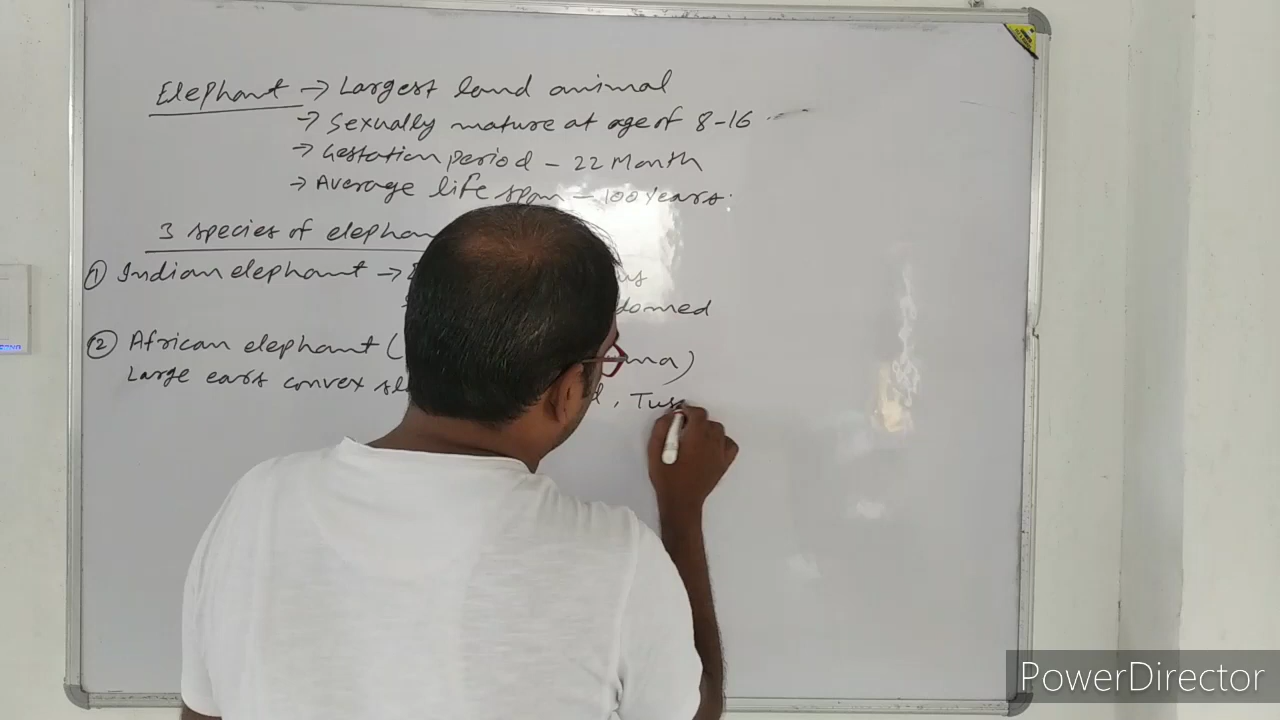 Elephant → Largest land animal
→ Sexually mature at age of 8-16
→ Gestation period - 22 Month
→ Average life span - 100 Years.
3 species of elephan
① Indian elephant →
domed
② African elephant (
Large ears convex
, Tus
PowerDirector